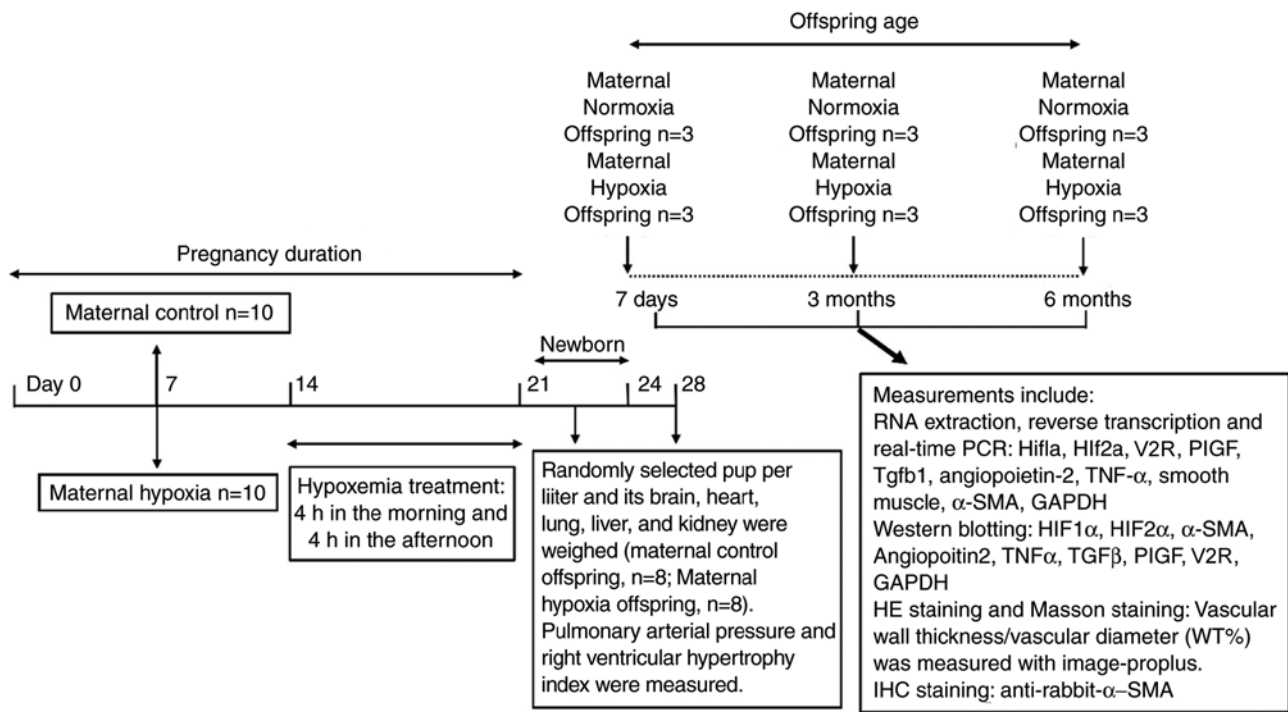 Offspring age
Maternal
Normoxia
Offspring n=3
Maternal
Hypoxia
Offspring n=3
Maternal
Normoxia
Offspring n=3
Maternal
Hypoxia
Offspring n=3
Maternal
Normoxia
Offspring n=3
Maternal
Hypoxia
Offspring n=3
7 days
3 months
6 months
Pregnancy duration
Maternal control n=10
Newborn
Day 0
7
14
21
24
28
Maternal hypoxia n=10
Hypoxemia treatment:
4 h in the morning and
4 h in the afternoon
Randomly selected pup per
liiter and its brain, heart,
lung, liver, and kidney were
weighed (maternal control
offspring, n=8; Maternal
hypoxia offspring, n=8).
Pulmonary arterial pressure and
right ventricular hypertrophy
index were measured.
Measurements include:
RNA extraction, reverse transcription and
real-time PCR: Hifla, HIf2a, V2R, PIGF,
Tgfb1, angiopoietin-2, TNF-α, smooth
muscle, α-SMA, GAPDH
Western blotting: HIF1α, HIF2α, α-SMA,
Angiopoitin2, TNFα, TGFβ, PIGF, V2R,
GAPDH
HE staining and Masson staining: Vascular
wall thickness/vascular diameter (WT%)
was measured with image-proplus.
IHC staining: anti-rabbit-α–SMA